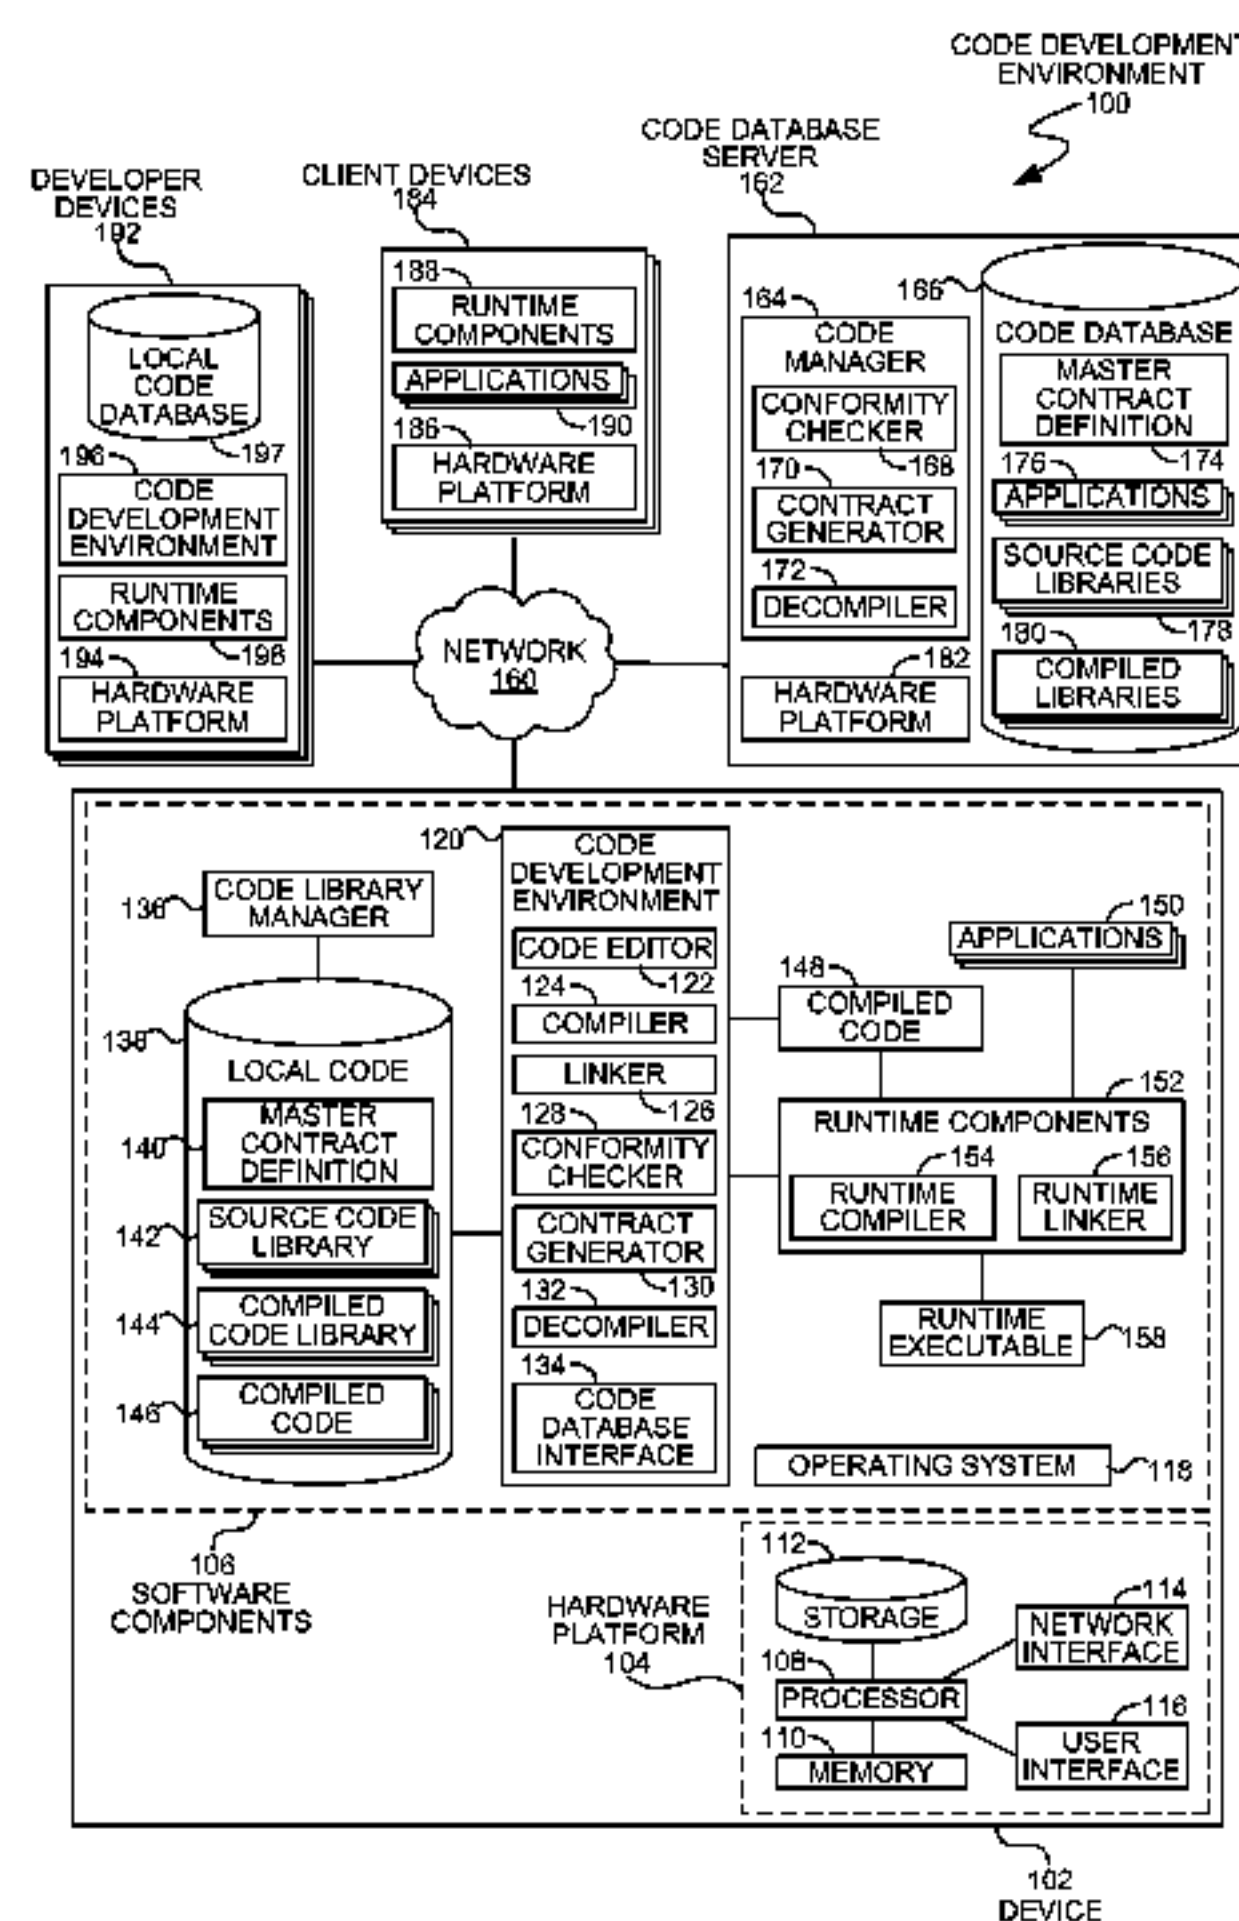 CODE DEVELOPMENT
ENVIRONMENT
100
CODE DATABASE
SERVER
162
CLIENT DEVICES
184
DEVELOPER
DEVICES
192
LOCAL
CODE
DATABASE
197
196
CODE
DEVELOPMENT
ENVIRONMENT
RUNTIME
COMPONENTS
198
194
HARDWARE
PLATFORM
188
RUNTIME
COMPONENTS
APPLICATIONS
190
186
HARDWARE
PLATFORM
NETWORK
160
164
CODE
MANAGER
CONFORMITY
CHECKER
168
170
CONTRACT
GENERATOR
172
DECOMPILER
182
HARDWARE
PLATFORM
166
CODE DATABASE
MASTER
CONTRACT
DEFINITION
174
176
APPLICATIONS
SOURCE CODE
LIBRARIES
178
180
COMPILED
LIBRARIES
136
CODE LIBRARY
MANAGER
138
LOCAL CODE
140
MASTER
CONTRACT
DEFINITION
142
SOURCE CODE
LIBRARY
144
COMPILED
CODE LIBRARY
146
COMPILED
CODE
120
CODE
DEVELOPMENT
ENVIRONMENT
CODE EDITOR
122
124
COMPILER
LINKER
126
128
CONFORMITY
CHECKER
CONTRACT
GENERATOR
130
132
DECOMPILER
134
CODE
DATABASE
INTERFACE
150
APPLICATIONS
148
COMPILED
CODE
152
RUNTIME COMPONENTS
154
RUNTIME
COMPILER
156
RUNTIME
LINKER
RUNTIME
EXECUTABLE
158
OPERATING SYSTEM
118
106
SOFTWARE
COMPONENTS
HARDWARE
PLATFORM
104
112
STORAGE
108
PROCESSOR
110
MEMORY
114
NETWORK
INTERFACE
116
USER
INTERFACE
102
DEVICE